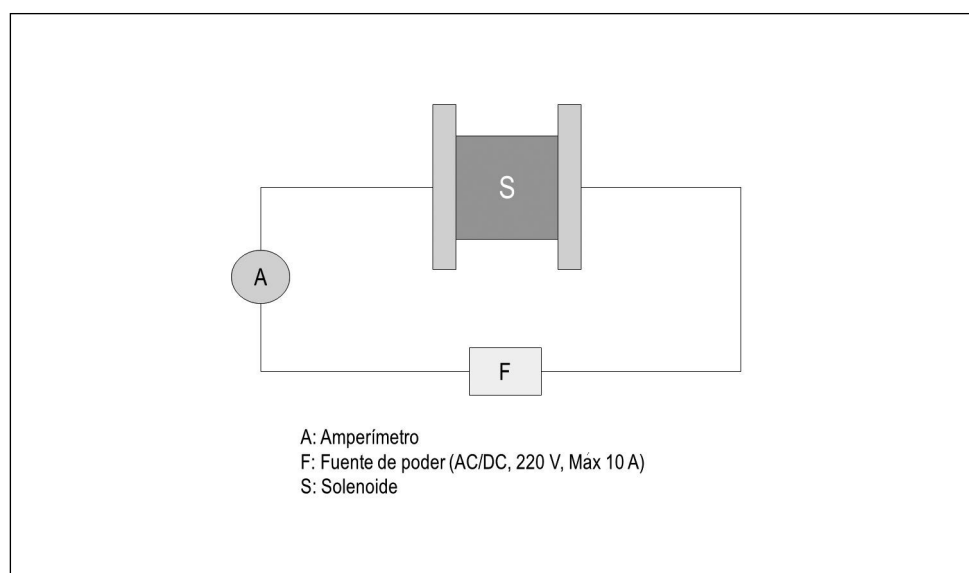 S
A
F
A: Amperímetro
F: Fuente de poder (AC/DC, 220 V, Máx 10 A)
S: Solenoide